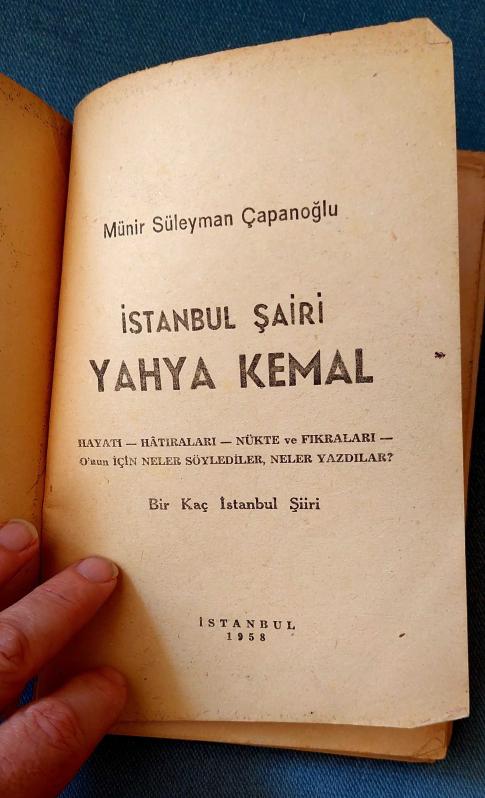 Münir Süleyman Çapanoğlu
İSTANBUL ŞAİRİ
YAHYA KEMAL
HAYATI — HÂTIRALARI — NÜKTE ve FIKRALARI —
O'nun İÇİN NELER SÖYLEDİLER, NELER YAZDILAR?
Bir Kaç İstanbul Şiiri
İSTANBUL
1958